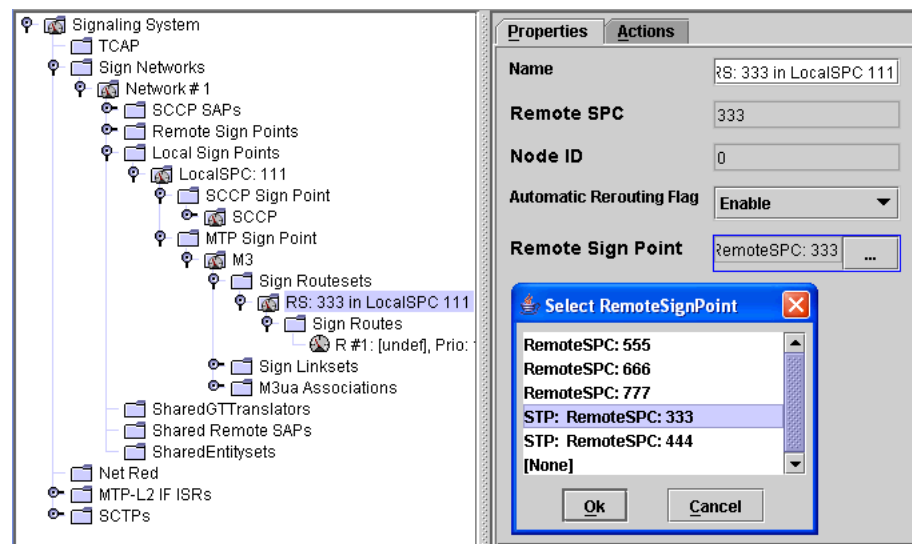 Signaling System
TCAP
Sign Networks
Network # 1
SCCP SAPs
Remote Sign Points
Local Sign Points
LocalSPC: 111
SCCP Sign Point
SCCP
MTP Sign Point
M3
Sign Routesets
RS: 333 in LocalSPC 111
Sign Routes
R #1: [undef], Prio:
Sign Linksets
M3ua Associations
SharedGTTranslators
Shared Remote SAPs
SharedEntitysets
Net Red
MTP-L2 IF ISRs
SCTPs
Properties
Actions
Name
RS: 333 in LocalSPC 111
Remote SPC
333
Node ID
0
Automatic Rerouting Flag
Enable
Remote Sign Point
RemoteSPC: 333
...
Select RemoteSignPoint
RemoteSPC: 555
RemoteSPC: 666
RemoteSPC: 777
STP: RemoteSPC: 333
STP: RemoteSPC: 444
[None]
Ok
Cancel